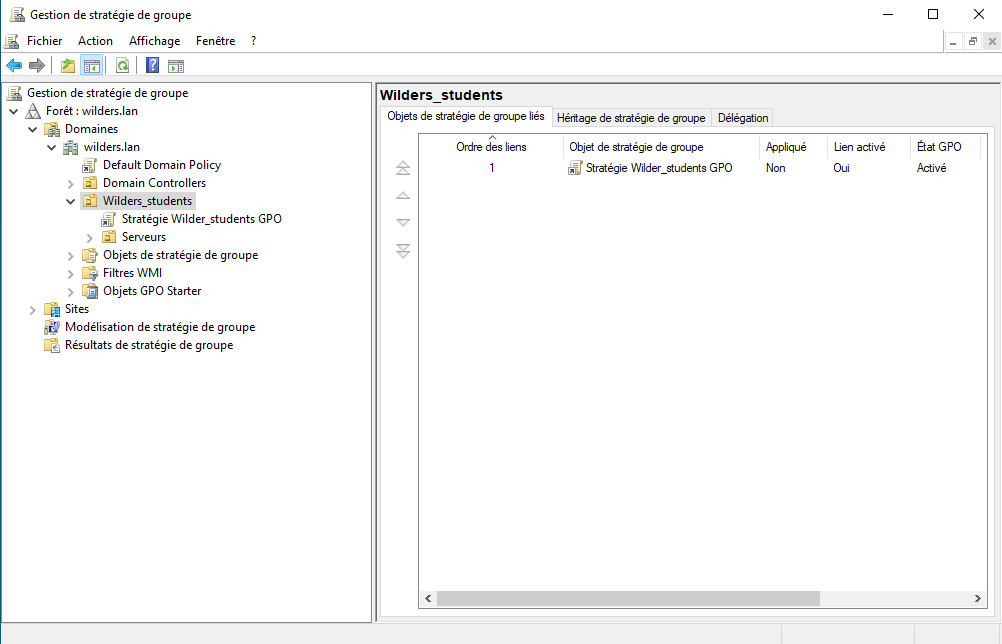 Gestion de stratégie de groupe
Fichier Action Affichage Fenêtre ?
Gestion de stratégie de groupe
Forêt : wilders.lan
Domaines
wilders.lan
Default Domain Policy
Domain Controllers
Wilders_students
Stratégie Wilder_students GPO
Serveurs
Objets de stratégie de groupe
Filtres WMI
Objets GPO Starter
Sites
Modélisation de stratégie de groupe
Résultats de stratégie de groupe
Wilders_students
Objets de stratégie de groupe liés Héritage de stratégie de groupe Délégation
Ordre des liens Objet de stratégie de groupe Appliqué Lien activé État GPO
1 Stratégie Wilder_students GPO Non Oui Activé